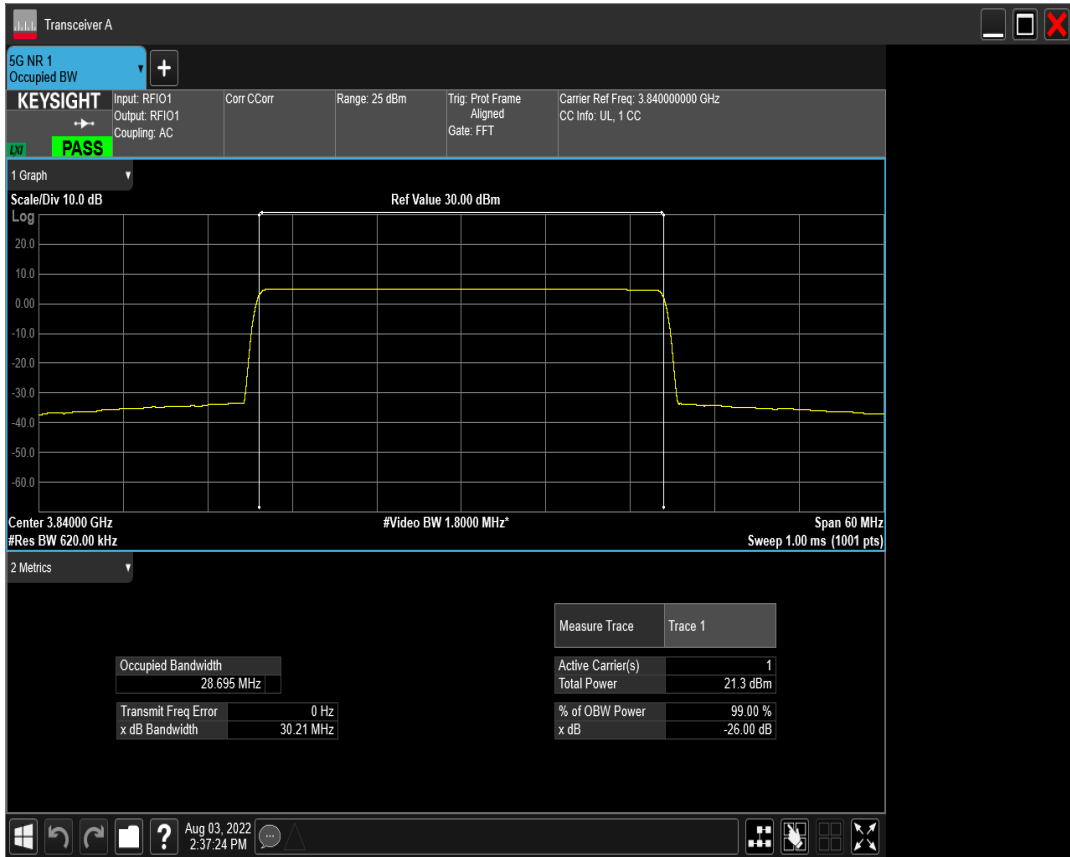 Transceiver A
5G NR 1
Occupied BW
+
KEYSIGHT
LXI
PASS
Input: RFIO1
Output: RFIO1
Coupling: AC
Corr CCorr
Range: 25 dBm
Trig: Prot Frame
Aligned
Gate: FFT
Carrier Ref Freq: 3.840000000 GHz
CC Info: UL, 1 CC
1 Graph
Scale/Div 10.0 dB
Ref Value 30.00 dBm
Log
20.0
10.0
0.00
-10.0
-20.0
-30.0
-40.0
-50.0
-60.0
Center 3.84000 GHz
#Video BW 1.8000 MHz*
Span 60 MHz
#Res BW 620.00 kHz
Sweep 1.00 ms (1001 pts)
2 Metrics
Measure Trace Trace 1
Occupied Bandwidth
28.695 MHz
Active Carrier(s) 1
Total Power 21.3 dBm
Transmit Freq Error 0 Hz
x dB Bandwidth 30.21 MHz
% of OBW Power 99.00 %
x dB -26.00 dB
?
Aug 03, 2022
2:37:24 PM